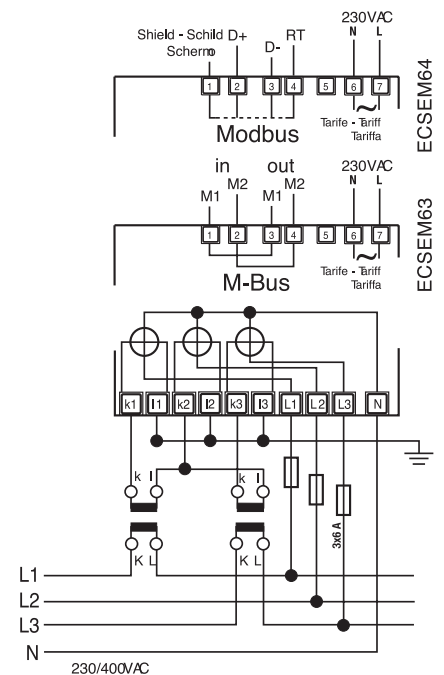 230VAC
Shield - Schild D+ RT N L
Schermo D-
1 2 3 4 5 6 7
Tarife - Tariff
Tariffa
Modbus
ECSEM64
in out 230VAC
M2 M2 N L
M1 M1
1 2 3 4 5 6 7
Tarife - Tariff
Tariffa
M-Bus
ECSEM63
k1 l1 k2 l2 k3 l3 L1 L2 L3 N
k l k l
3x6 A
K L K L
L1
L2
L3
N
230/400VAC